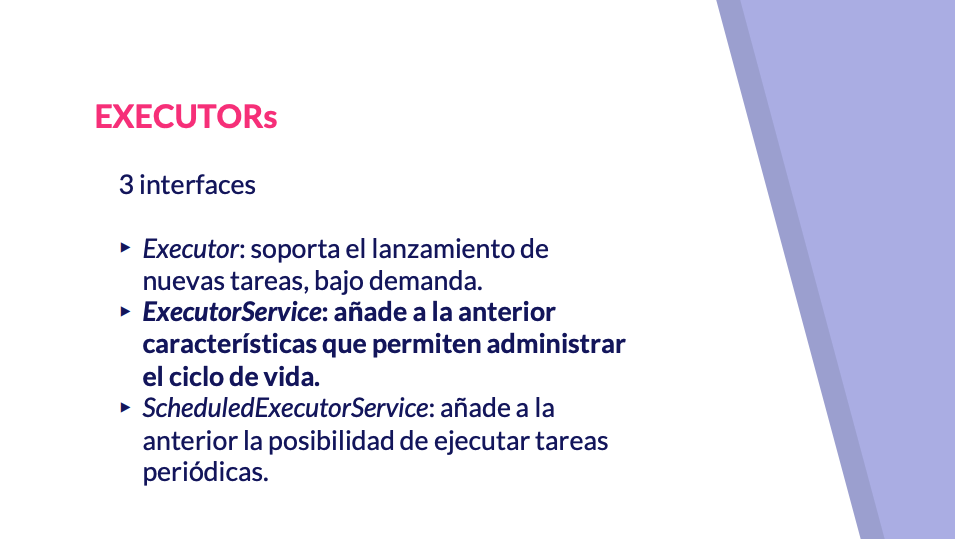 EXECUTORs
3 interfaces
▸ Executor: soporta el lanzamiento de
nuevas tareas, bajo demanda.
▸ ExecutorService: añade a la anterior
características que permiten administrar
el ciclo de vida.
▸ ScheduledExecutorService: añade a la
anterior la posibilidad de ejecutar tareas
periódicas.